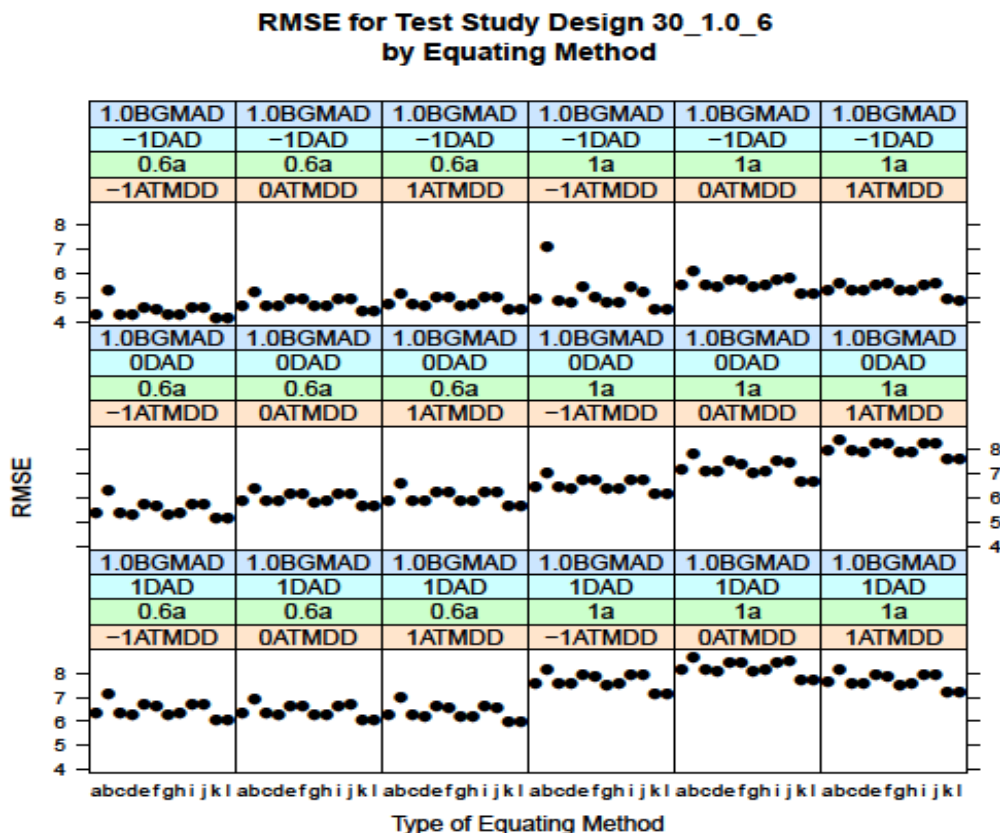 RMSE for Test Study Design 30_1.0_6
by Equating Method
1.0BGMAD 1.0BGMAD 1.0BGMAD 1.0BGMAD 1.0BGMAD 1.0BGMAD
−1DAD −1DAD −1DAD −1DAD −1DAD −1DAD
0.6a 0.6a 0.6a 1a 1a 1a
−1ATMDD 0ATMDD 1ATMDD −1ATMDD 0ATMDD 1ATMDD
8
7
6
5
4
1.0BGMAD 1.0BGMAD 1.0BGMAD 1.0BGMAD 1.0BGMAD 1.0BGMAD
0DAD 0DAD 0DAD 0DAD 0DAD 0DAD
0.6a 0.6a 0.6a 1a 1a 1a
−1ATMDD 0ATMDD 1ATMDD −1ATMDD 0ATMDD 1ATMDD
8
7
6
5
4
RMSE
1.0BGMAD 1.0BGMAD 1.0BGMAD 1.0BGMAD 1.0BGMAD 1.0BGMAD
1DAD 1DAD 1DAD 1DAD 1DAD 1DAD
0.6a 0.6a 0.6a 1a 1a 1a
−1ATMDD 0ATMDD 1ATMDD −1ATMDD 0ATMDD 1ATMDD
8
7
6
5
4
abcdefghijkl abcdefghijkl abcdefghijkl abcdefghijkl abcdefghijkl abcdefghijkl
Type of Equating Method